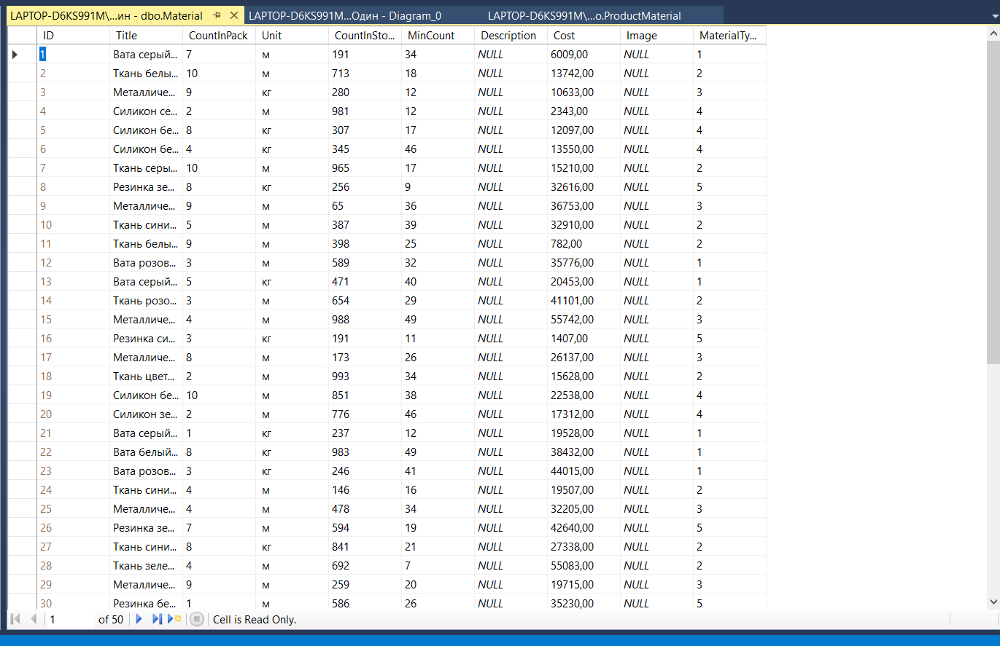 LAPTOP-D6KS991M\...ин - dbo.Material LAPTOP-D6KS991M...Один - Diagram_0 LAPTOP-D6KS991M\...o.ProductMaterial
ID Title CountInPack Unit CountInSto... MinCount Description Cost Image MaterialTy...
1 Вата серый... 7 м 191 34 NULL 6009,00 NULL 1
2 Ткань белы... 10 м 713 18 NULL 13742,00 NULL 2
3 Металличе... 9 кг 280 12 NULL 10633,00 NULL 3
4 Силикон се... 2 м 981 12 NULL 2343,00 NULL 4
5 Силикон бе... 8 кг 307 17 NULL 12097,00 NULL 4
6 Силикон бе... 4 кг 345 46 NULL 13550,00 NULL 4
7 Ткань серы... 10 м 965 17 NULL 15210,00 NULL 2
8 Резинка зе... 8 кг 256 9 NULL 32616,00 NULL 5
9 Металличе... 9 м 65 36 NULL 36753,00 NULL 3
10 Ткань сини... 5 м 387 39 NULL 32910,00 NULL 2
11 Ткань белы... 9 м 398 25 NULL 782,00 NULL 2
12 Вата розов... 3 м 589 32 NULL 35776,00 NULL 1
13 Вата серый... 5 кг 471 40 NULL 20453,00 NULL 1
14 Ткань розо... 3 м 654 29 NULL 41101,00 NULL 2
15 Металличе... 4 м 988 49 NULL 55742,00 NULL 3
16 Резинка си... 3 кг 191 11 NULL 1407,00 NULL 5
17 Металличе... 8 м 173 26 NULL 26137,00 NULL 3
18 Ткань цвет... 2 м 993 34 NULL 15628,00 NULL 2
19 Силикон бе... 10 м 851 38 NULL 22538,00 NULL 4
20 Силикон зе... 2 м 776 46 NULL 17312,00 NULL 4
21 Вата серый... 1 кг 237 12 NULL 19528,00 NULL 1
22 Вата белый... 8 кг 983 49 NULL 38432,00 NULL 1
23 Вата розов... 3 кг 246 41 NULL 44015,00 NULL 1
24 Ткань сини... 4 м 146 16 NULL 19507,00 NULL 2
25 Металличе... 4 м 478 34 NULL 32205,00 NULL 3
26 Резинка зе... 7 м 594 19 NULL 42640,00 NULL 5
27 Ткань сини... 8 кг 841 21 NULL 27338,00 NULL 2
28 Ткань зеле... 4 м 692 7 NULL 55083,00 NULL 2
29 Металличе... 9 м 259 20 NULL 19715,00 NULL 3
30 Резинка бе... 1 м 586 26 NULL 35230,00 NULL 5
1 of 50 Cell is Read Only.